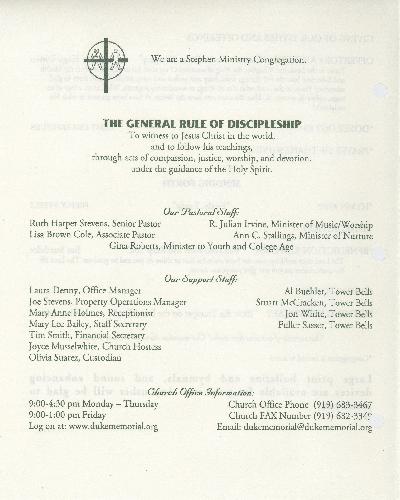 We are a Stephen Ministry Congregation.
THE GENERAL RULE OF DISCIPLESHIP
To witness to Jesus Christ in the world,
and to follow his teachings,
through acts of compassion, justice, worship, and devotion,
under the guidance of the Holy Spirit.
Our Pastoral Staff:
Ruth Harper Stevens, Senior Pastor R. Julian Irvine, Minister of Music/Worship
Lisa Brown Cole, Associate Pastor Ann C. Stallings, Minister of Nurture
Gina Roberts, Minister to Youth and College Age
Our Support Staff:
Laura Denny, Office Manager Al Buehler, Tower Bells
Joe Stevens, Property Operations Manager Stuart McCracken, Tower Bells
Mary Anne Holmes, Receptionist Jon White, Tower Bells
Mary Lee Bailey, Staff Secretary Fuller Sasser, Tower Bells
Tim Smith, Financial Secretary
Joyce Musselwhite, Church Hostess
Olivia Suarez, Custodian
Church Office Information:
9:00-4:30 pm Monday – Thursday Church Office Phone (919) 683-3467
9:00-1:00 pm Friday Church FAX Number (919) 682-3349
Log on at: www.dukememorial.org Email: dukememorial@dukememorial.org